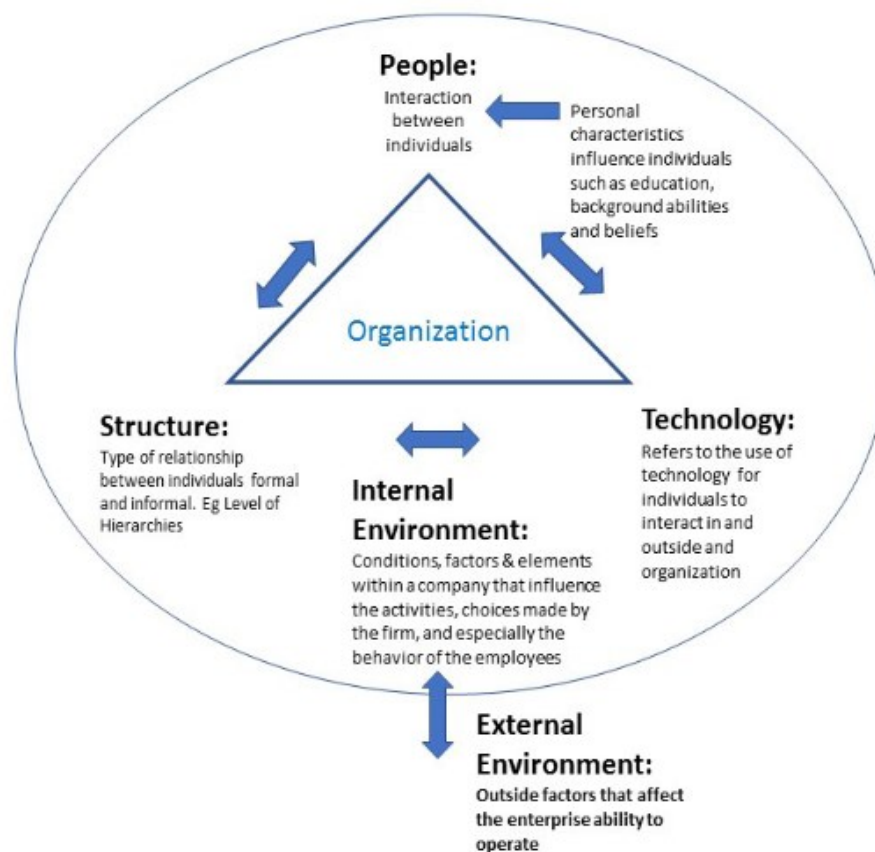 People:
Interaction
between
individuals
Personal
characteristics
influence individuals
such as education,
background abilities
and beliefs
Organization
Structure:
Type of relationship
between individuals formal
and informal. Eg Level of
Hierarchies
Internal
Environment:
Conditions, factors & elements
within a company that influence
the activities, choices made by
the firm, and especially the
behavior of the employees
Technology:
Refers to the use of
technology for
individuals to
interact in and
outside and
organization
External
Environment:
Outside factors that affect
the enterprise ability to
operate